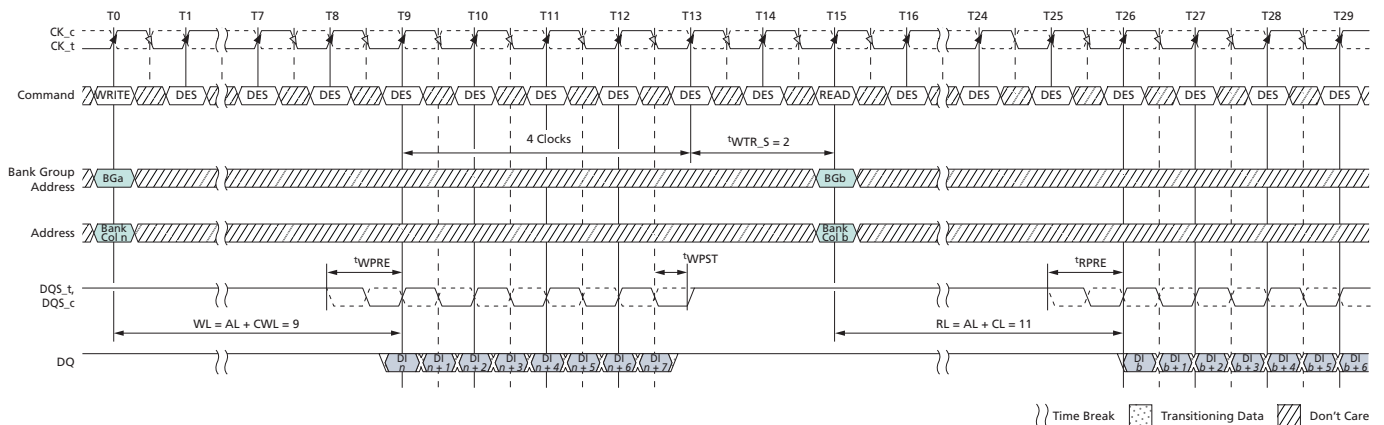 T0 T1 T7 T8 T9 T10 T11 T12 T13 T14 T15 T16 T24 T25 T26 T27 T28 T29
CK_c
CK_t
Command WRITE DES DES DES DES DES DES DES DES DES READ DES DES DES DES DES DES DES
4 Clocks tWTR_S = 2
Bank Group
Address BGa BGb
Address Bank
Col n Bank
Col b
tWPRE tWPST tRPRE
DQS_t,
DQS_c
WL = AL + CWL = 9 RL = AL + CL = 11
DQ DI
n DI
n + 1 DI
n + 2 DI
n + 3 DI
n + 4 DI
n + 5 DI
n + 6 DI
n + 7 DI
b DI
b + 1 DI
b + 2 DI
b + 3 DI
b + 4 DI
b + 5 DI
b + 6
Time Break Transitioning Data Don't Care